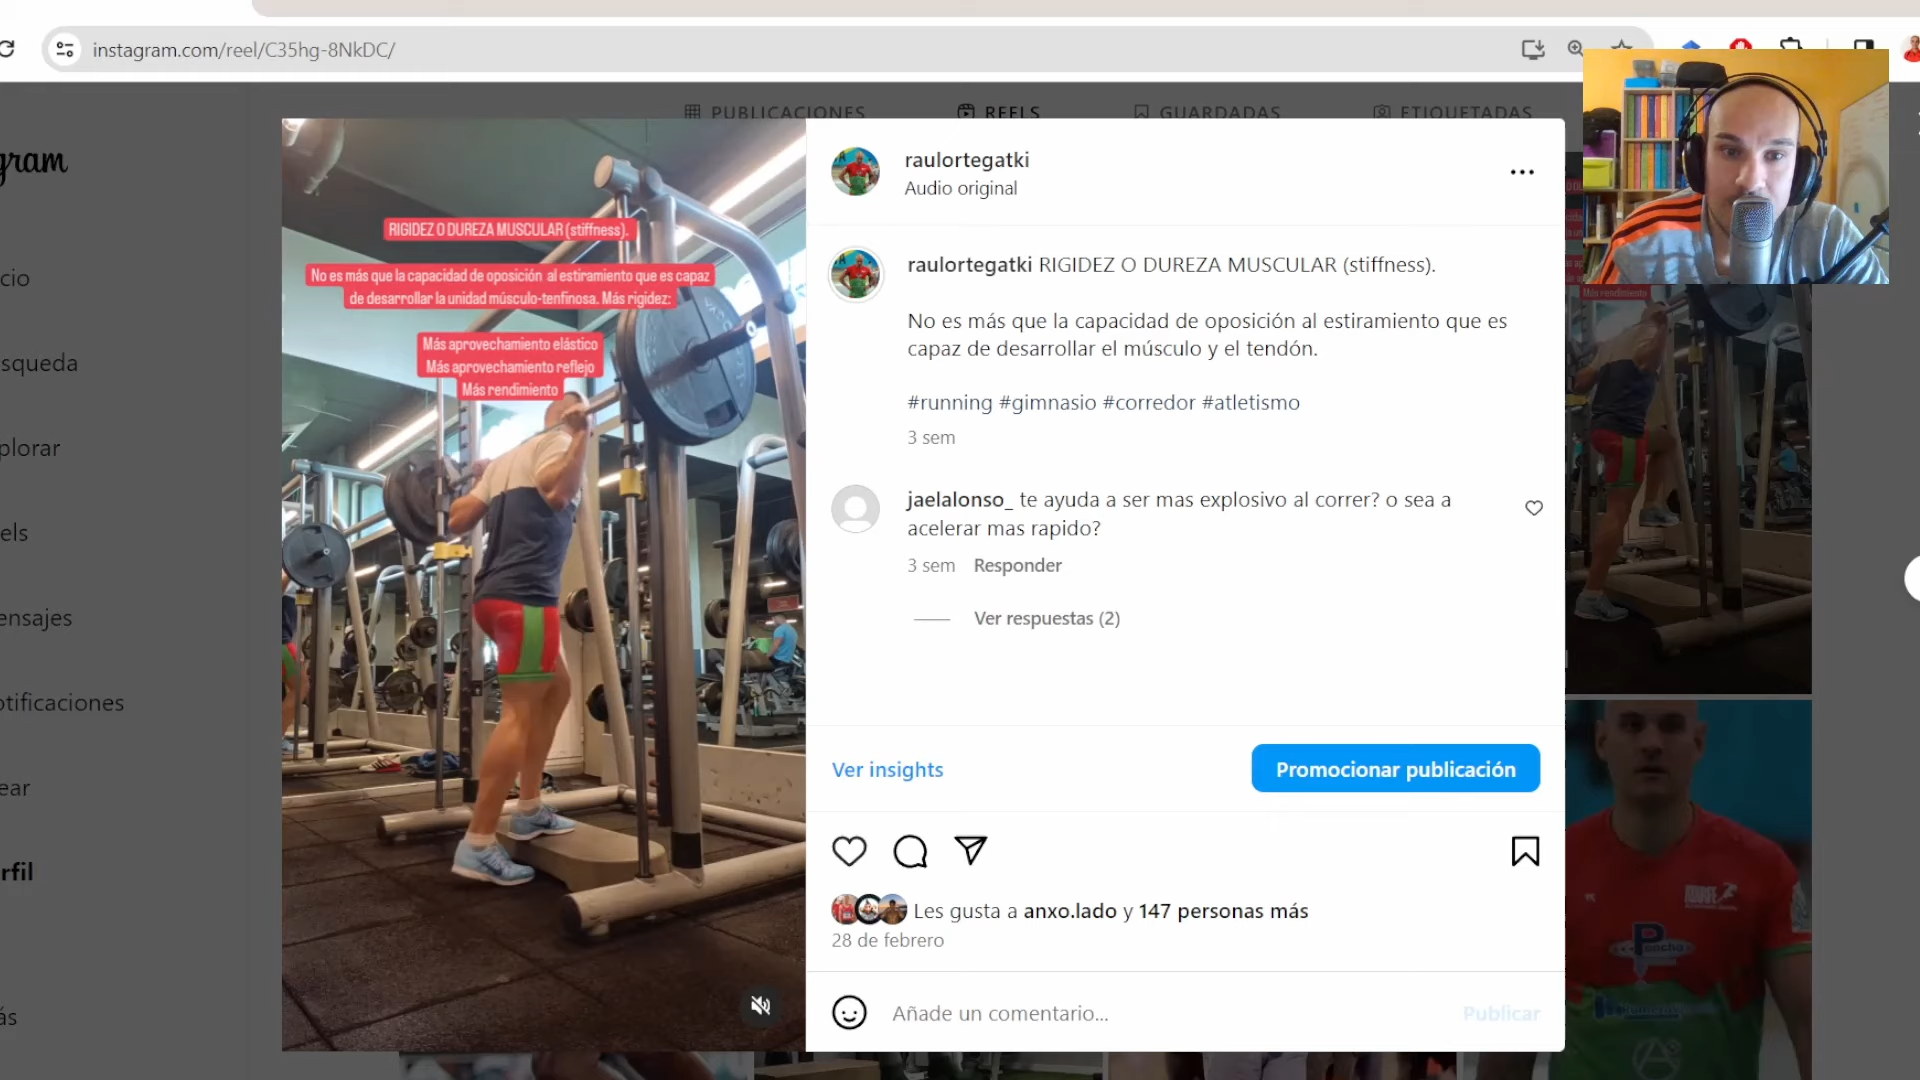 instagram.com/reel/C35hg-8NkDC/
PUBLICACIONES
REELS
GUARDADAS
ETIQUETADAS
gram
cio
squeda
plorar
els
ensajes
otificaciones
ear
rfil
ás
RIGIDEZ O DUREZA MUSCULAR (stiffness).
No es más que la capacidad de oposición al estiramiento que es capaz
de desarrollar la unidad músculo-tenfinosa. Más rigidez:
Más aprovechamiento elástico
Más aprovechamiento reflejo
Más rendimiento
raulortegatki
Audio original
raulortegatki RIGIDEZ O DUREZA MUSCULAR (stiffness).
No es más que la capacidad de oposición al estiramiento que es
capaz de desarrollar el músculo y el tendón.
#running #gimnasio #corredor #atletismo
3 sem
jaelalonso_ te ayuda a ser mas explosivo al correr? o sea a
acelerar mas rapido?
3 sem Responder
Ver respuestas (2)
Ver insights
Promocionar publicación
Les gusta a anxo.lado y 147 personas más
28 de febrero
Añade un comentario...
Publicar
Más rendimiento